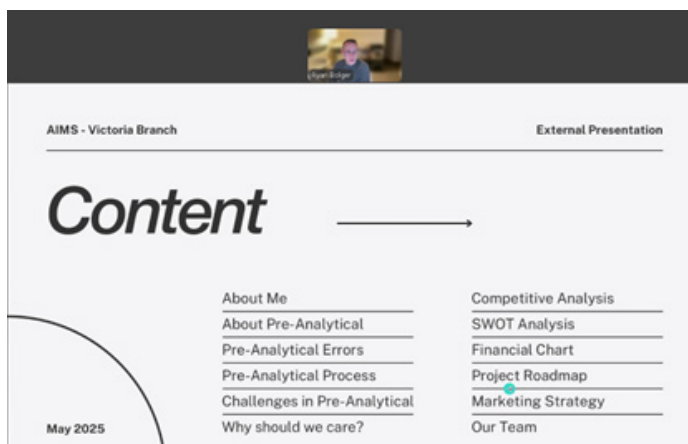 Ryan Bolger
AIMS - Victoria Branch
External Presentation
Content
About Me
About Pre-Analytical
Pre-Analytical Errors
Pre-Analytical Process
Challenges in Pre-Analytical
Why should we care?
Competitive Analysis
SWOT Analysis
Financial Chart
Project Roadmap
Marketing Strategy
Our Team
May 2025